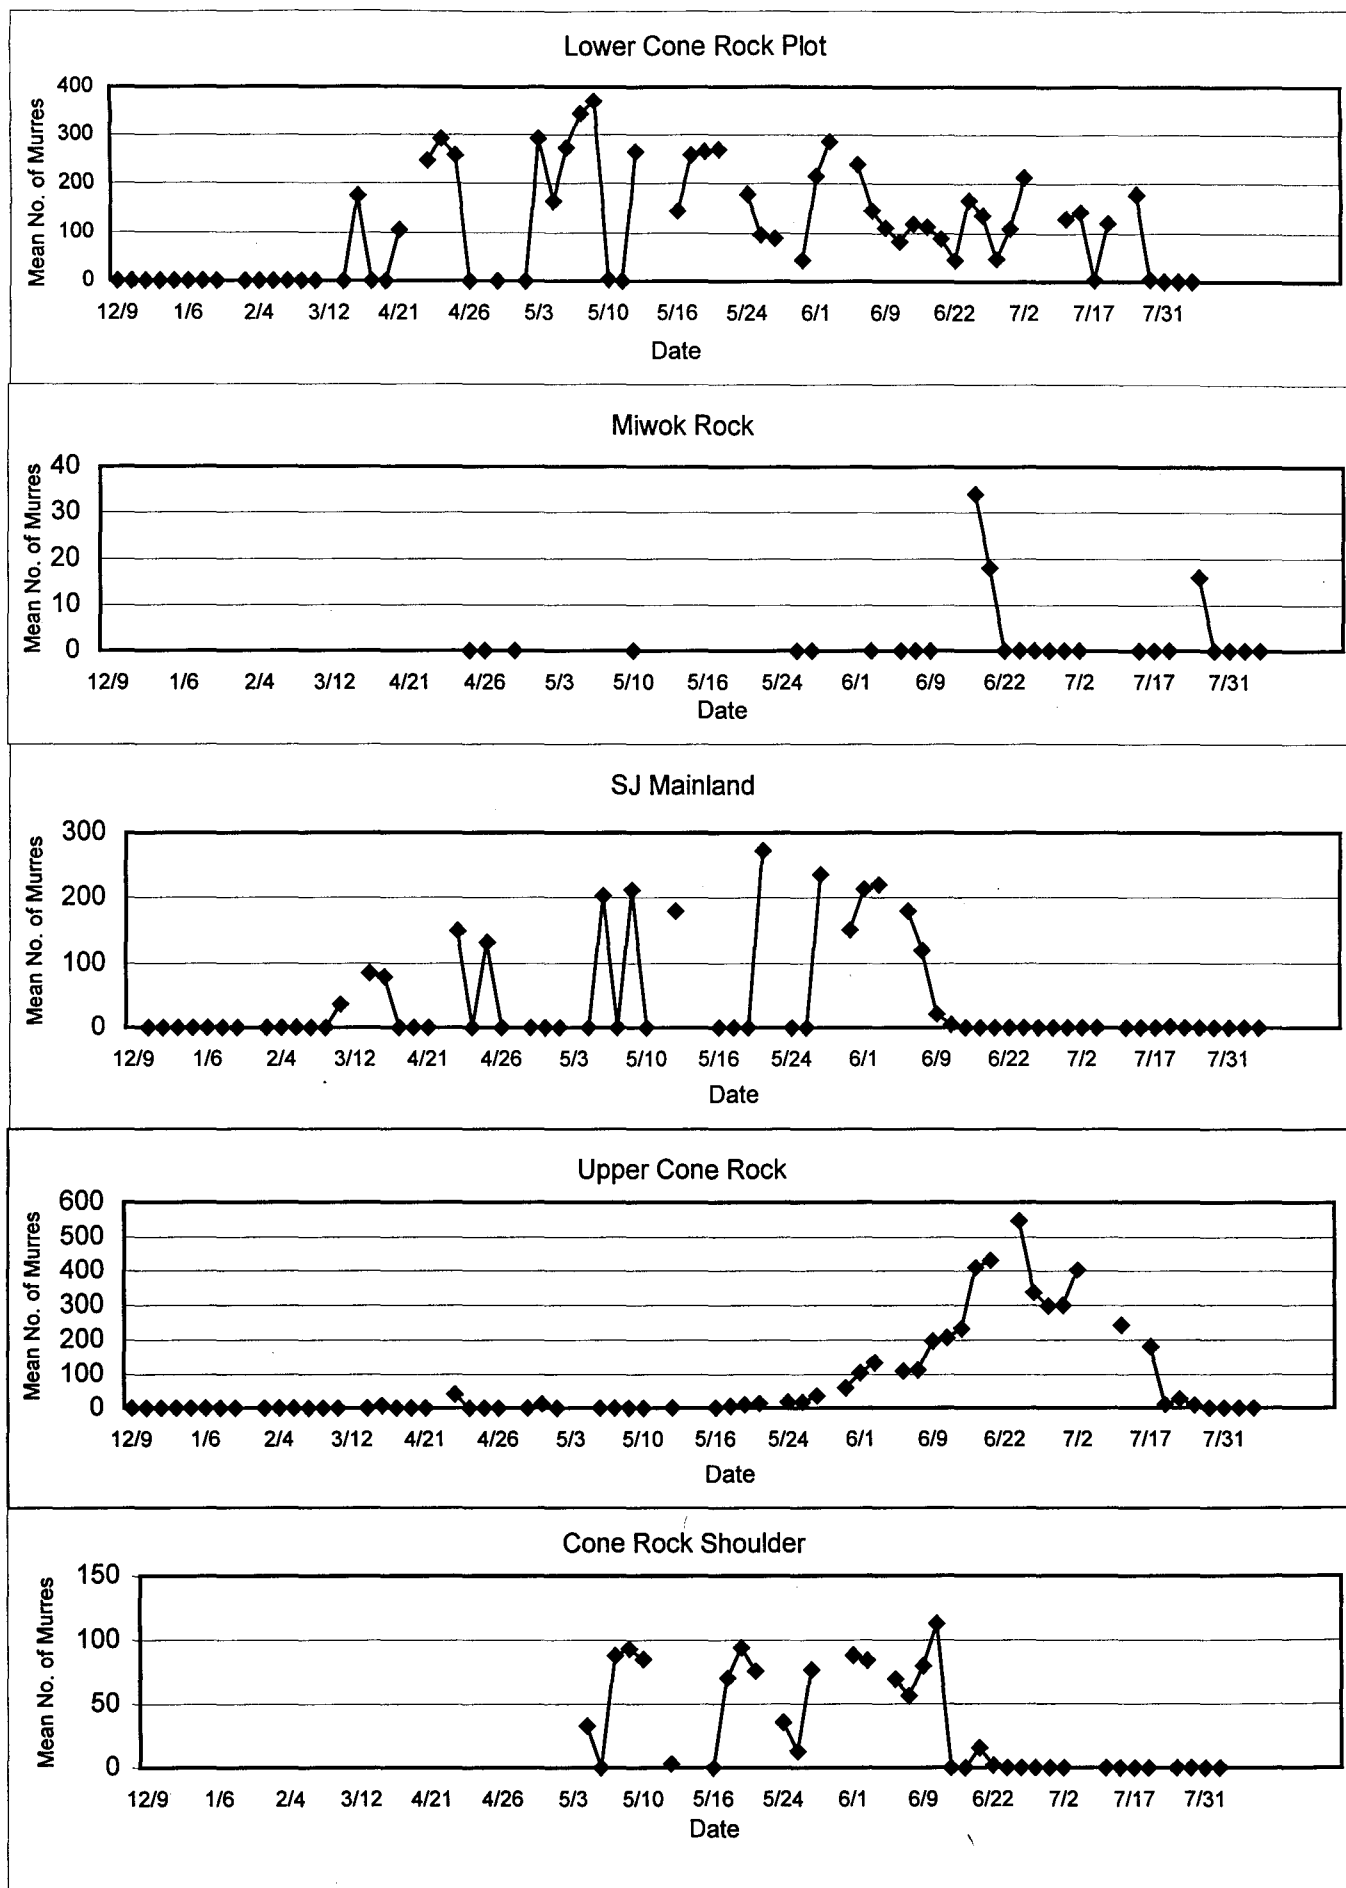 Lower Cone Rock Plot
Mean No. of Murres
400
300
200
100
0
12/9 1/6 2/4 3/12 4/21 4/26 5/3 5/10 5/16 5/24 6/1 6/9 6/22 7/2 7/17 7/31
Date
Miwok Rock
Mean No. of Murres
40
30
20
10
0
12/9 1/6 2/4 3/12 4/21 4/26 5/3 5/10 5/16 5/24 6/1 6/9 6/22 7/2 7/17 7/31
Date
SJ Mainland
Mean No. of Murres
300
200
100
0
12/9 1/6 2/4 3/12 4/21 4/26 5/3 5/10 5/16 5/24 6/1 6/9 6/22 7/2 7/17 7/31
Date
Upper Cone Rock
Mean No. of Murres
600
500
400
300
200
100
0
12/9 1/6 2/4 3/12 4/21 4/26 5/3 5/10 5/16 5/24 6/1 6/9 6/22 7/2 7/17 7/31
Date
Cone Rock Shoulder
Mean No. of Murres
150
100
50
0
12/9 1/6 2/4 3/12 4/21 4/26 5/3 5/10 5/16 5/24 6/1 6/9 6/22 7/2 7/17 7/31
Date